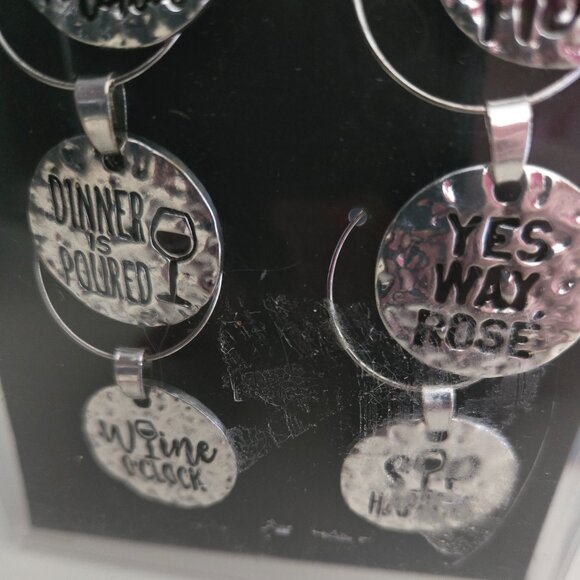 DINNER
IS
POURED
YES
WAY,
ROSÉ
Wine
O'CLOCK
SIP